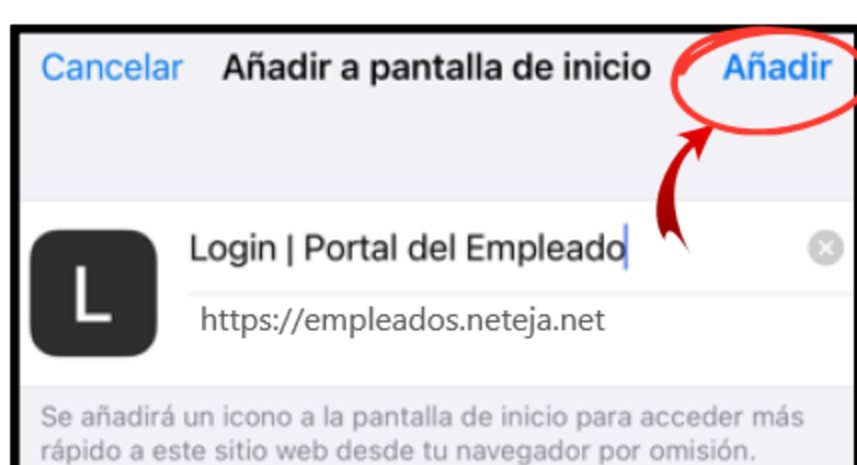 Cancelar Añadir a pantalla de inicio Añadir
L
Login | Portal del Empleado
https://empleados.neteja.net
Se añadirá un icono a la pantalla de inicio para acceder más
rápido a este sitio web desde tu navegador por omisión.